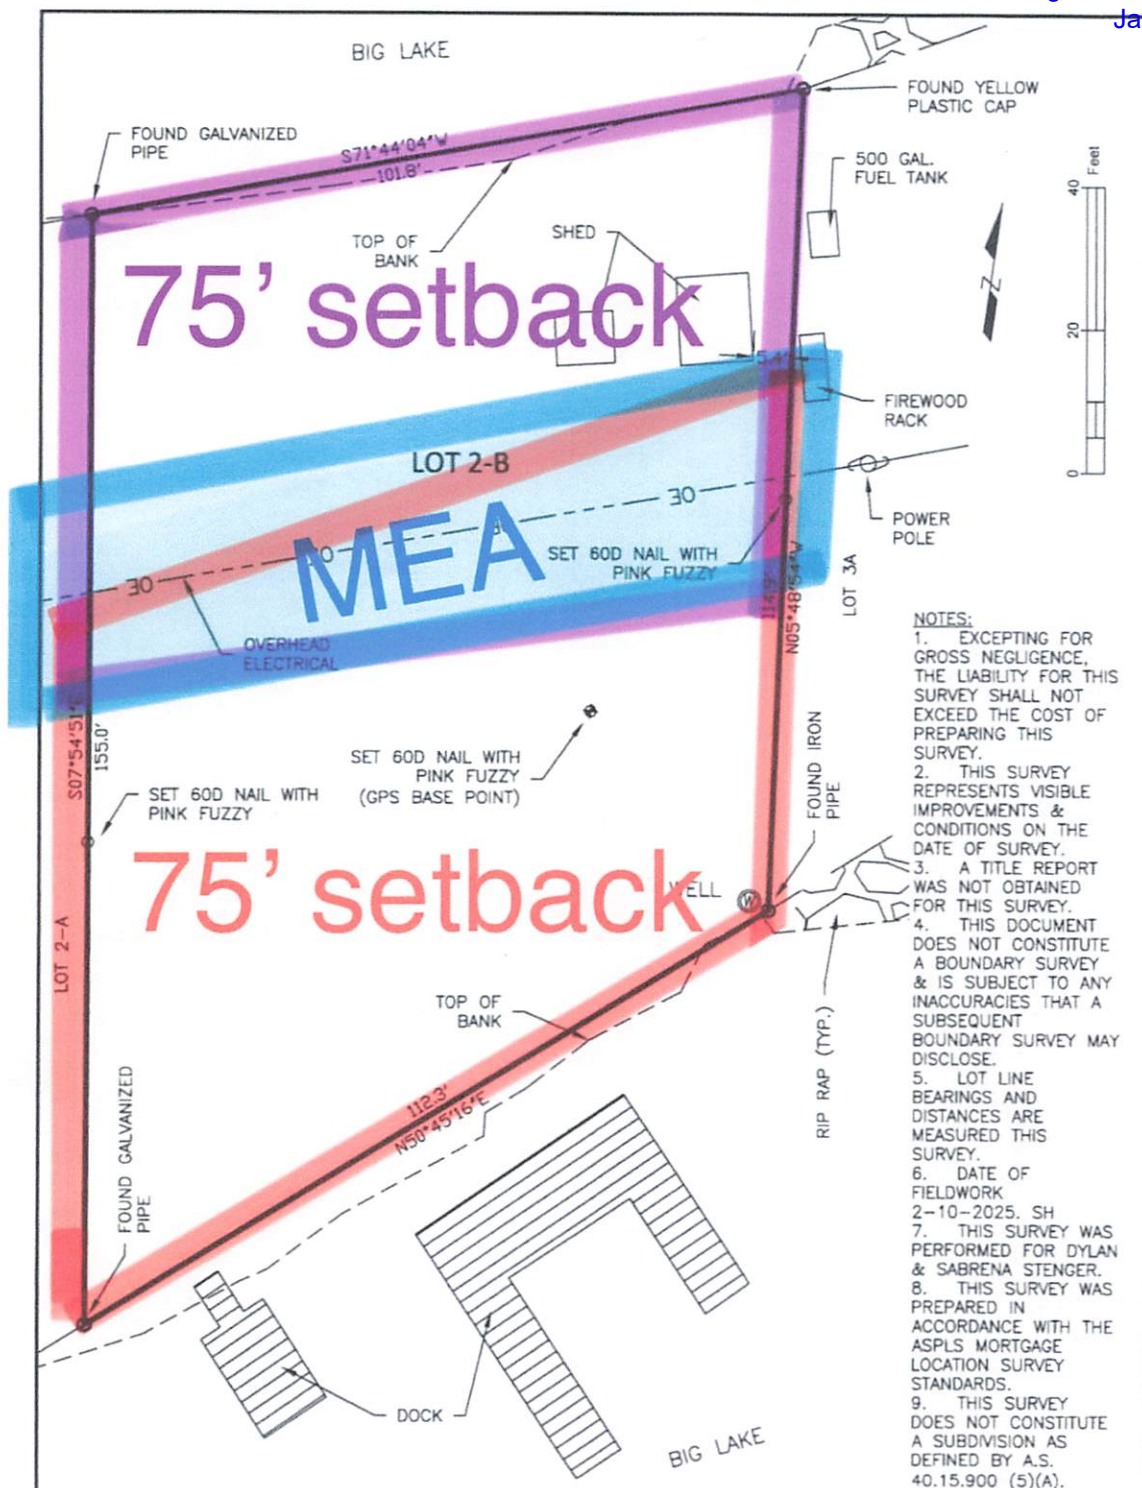 Ja
BIG LAKE
FOUND YELLOW
PLASTIC CAP
FOUND GALVANIZED
PIPE
S71°44'04"W
101.8'
500 GAL.
FUEL TANK
40
Feet
TOP OF
BANK
SHED
75' setback
N
20
5.4'
FIREWOOD
RACK
LOT 2-B
0
OE
POWER
POLE
MEA
SET 60D NAIL WITH
PINK FUZZY
OE
OVERHEAD
ELECTRICAL
N05°48'54"W
LOT 3A
S07°54'51"E
155.0'
SET 60D NAIL WITH
PINK FUZZY
(GPS BASE POINT)
SET 60D NAIL WITH
PINK FUZZY
FOUND IRON
PIPE
75' setback
WELL
W
LOT 2-A
TOP OF
BANK
RIP RAP (TYP.)
112.3'
N50°45'16"E
FOUND GALVANIZED
PIPE
DOCK
BIG LAKE
NOTES:
1. EXCEPTING FOR
GROSS NEGLIGENCE,
THE LIABILITY FOR THIS
SURVEY SHALL NOT
EXCEED THE COST OF
PREPARING THIS
SURVEY.
2. THIS SURVEY
REPRESENTS VISIBLE
IMPROVEMENTS &
CONDITIONS ON THE
DATE OF SURVEY.
3. A TITLE REPORT
WAS NOT OBTAINED
FOR THIS SURVEY.
4. THIS DOCUMENT
DOES NOT CONSTITUTE
A BOUNDARY SURVEY
& IS SUBJECT TO ANY
INACCURACIES THAT A
SUBSEQUENT
BOUNDARY SURVEY MAY
DISCLOSE.
5. LOT LINE
BEARINGS AND
DISTANCES ARE
MEASURED THIS
SURVEY.
6. DATE OF
FIELDWORK
2-10-2025. SH
7. THIS SURVEY WAS
PERFORMED FOR DYLAN
& SABRENA STENGER.
8. THIS SURVEY WAS
PREPARED IN
ACCORDANCE WITH THE
ASPLS MORTGAGE
LOCATION SURVEY
STANDARDS.
9. THIS SURVEY
DOES NOT CONSTITUTE
A SUBDIVISION AS
DEFINED BY A.S.
40.15.900 (5)(A).